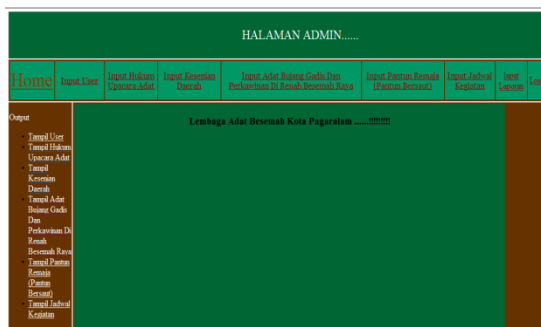 HALAMAN ADMIN......
Home
Input User
Input Hukum
Upacara Adat
Input Kesenian
Daerah
Input Adat Bujang Gadis Dan
Perkawinan Di Ranah Besemah Raya
Input Pantun Remaja
(Pantun Bersaut)
Input Jadwal
Kegiatan
Input
Laporan
Output
Lembaga Adat Besemah Kota Pagaralam ......!!!!!!!!!
Tampil User
Tampil Hukum
Upacara Adat
Tampil
Kesenian
Daerah
Tampil Adat
Bujang Gadis
Dan
Perkawinan Di
Renah
Besemah Raya
Tampil Pantun
Remaja
(Pantun
Bersaut)
Tampil Jadwal
Kegiatan